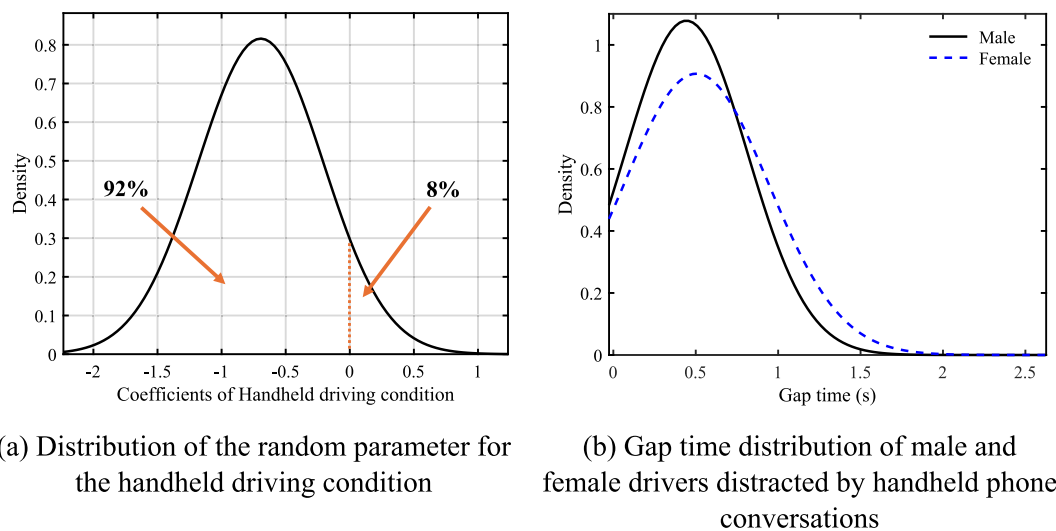 0.8
0.7
0.6
0.5
0.4
0.3
0.2
0.1
0
Density
92%
8%
-2
-1.5
-1
-0.5
0
0.5
1
Coefficients of Handheld driving condition
1
0.8
0.6
0.4
0.2
0
Density
Male
Female
0
0.5
1
1.5
2
2.5
Gap time (s)
a) Distribution of the random parameter for
the handheld driving condition
(b) Gap time distribution of male and
female drivers distracted by handheld phone
conversations